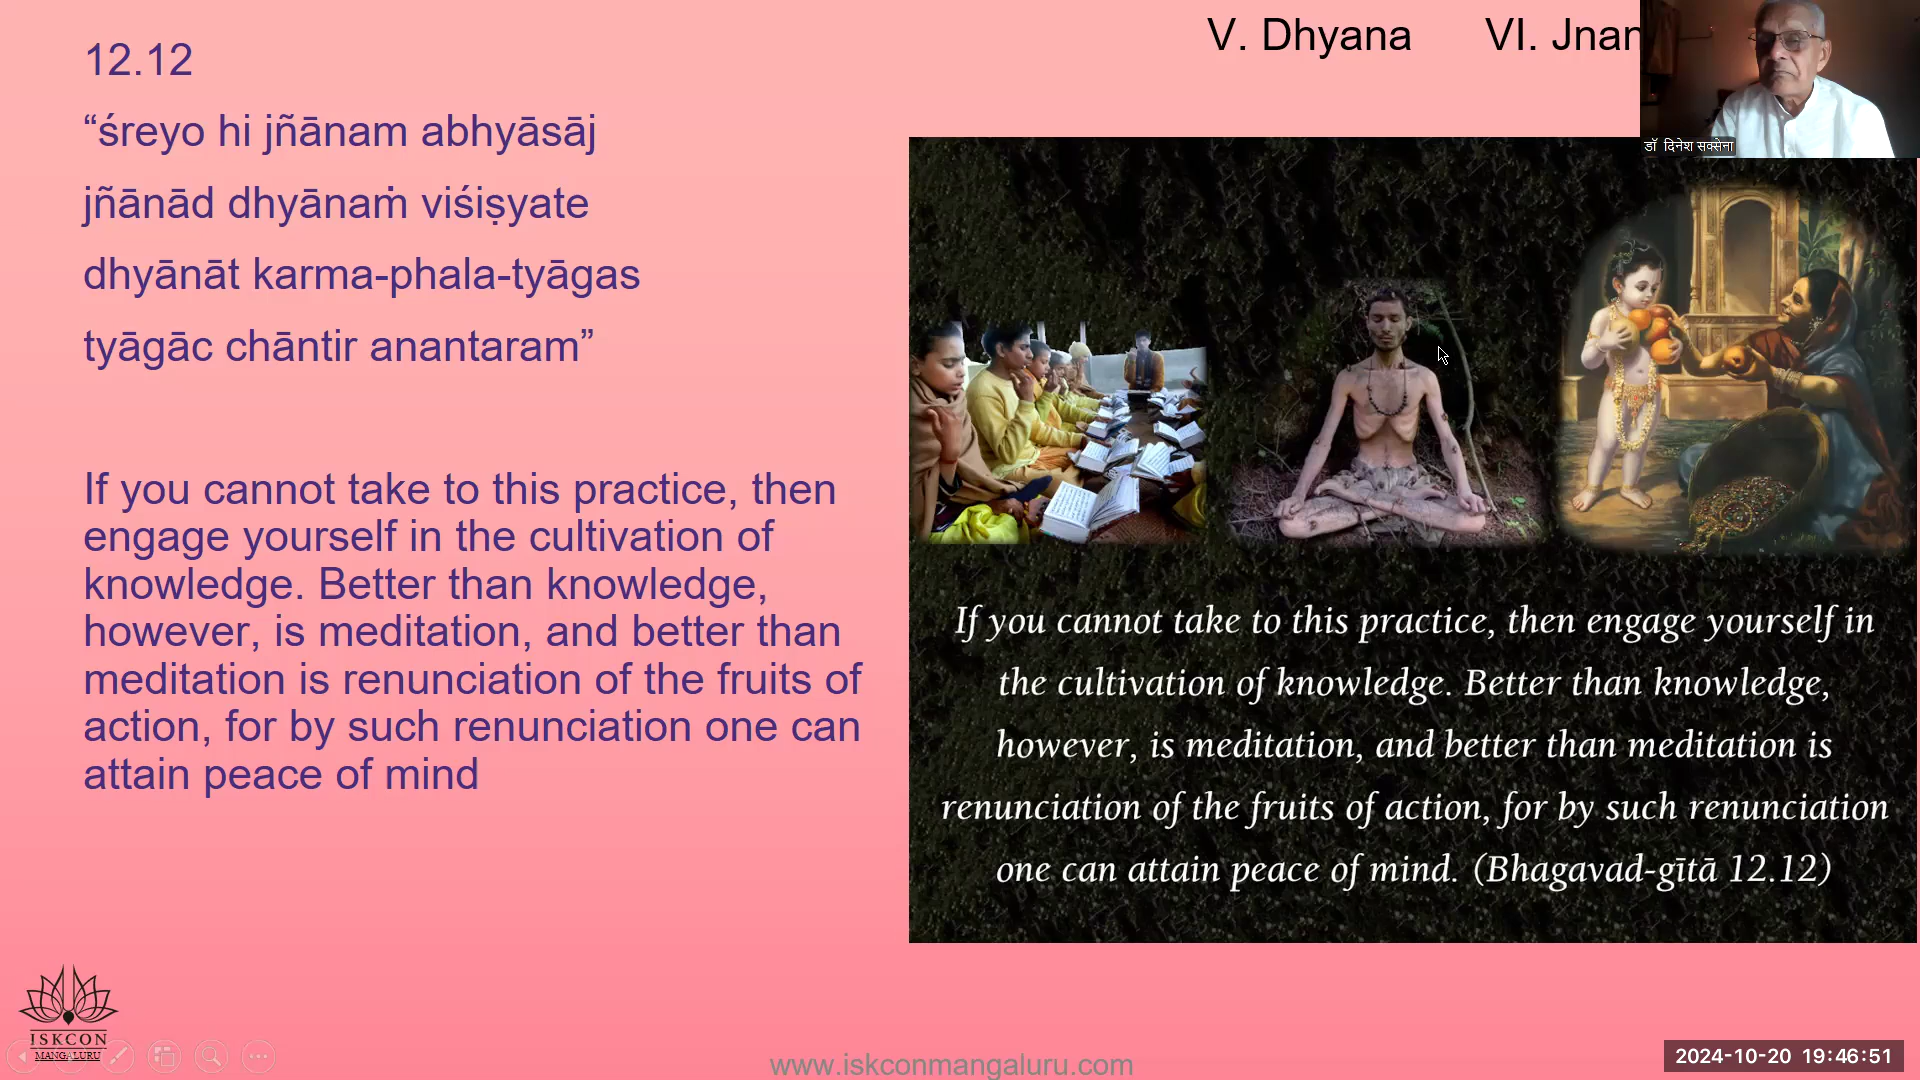 V. Dhyana VI. Jnan
12.12
“śreyo hi jñānam abhyāsāj
jñānād dhyānaṁ viśiṣyate
dhyānāt karma-phala-tyāgas
tyāgāc chāntir anantaram”
If you cannot take to this practice, then
engage yourself in the cultivation of
knowledge. Better than knowledge,
however, is meditation, and better than
meditation is renunciation of the fruits of
action, for by such renunciation one can
attain peace of mind
डॉ दिनेश सक्सेना
If you cannot take to this practice, then engage yourself in
the cultivation of knowledge. Better than knowledge,
however, is meditation, and better than meditation is
renunciation of the fruits of action, for by such renunciation
one can attain peace of mind. (Bhagavad-gītā 12.12)
ISKCON
MANGALURU
www.iskconmangaluru.com
2024-10-20 19:46:51